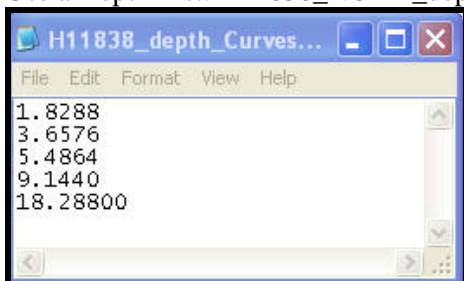 H11838_depth_Curves...
File Edit Format View Help
1.8288
3.6576
5.4864
9.1440
18.28800